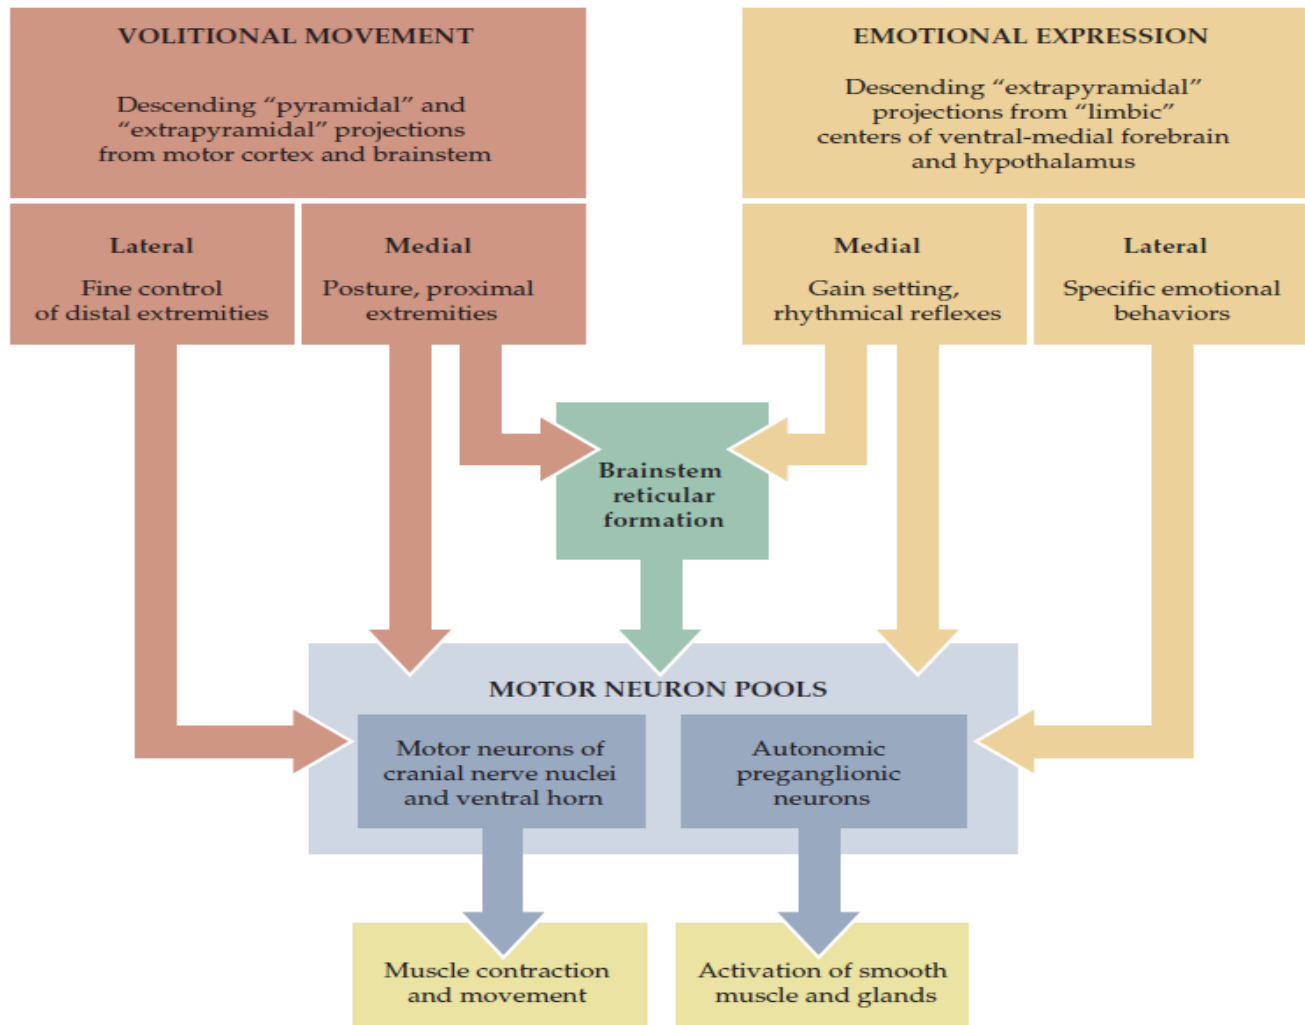 VOLITIONAL MOVEMENT
Descending “pyramidal” and
“extrapyramidal” projections
from motor cortex and brainstem
EMOTIONAL EXPRESSION
Descending “extrapyramidal”
projections from “limbic”
centers of ventral-medial forebrain
and hypothalamus
Lateral
Fine control
of distal extremities
Medial
Posture, proximal
extremities
Medial
Gain setting,
rhythmical reflexes
Lateral
Specific emotional
behaviors
Brainstem
reticular
formation
MOTOR NEURON POOLS
Motor neurons of
cranial nerve nuclei
and ventral horn
Autonomic
preganglionic
neurons
Muscle contraction
and movement
Activation of smooth
muscle and glands